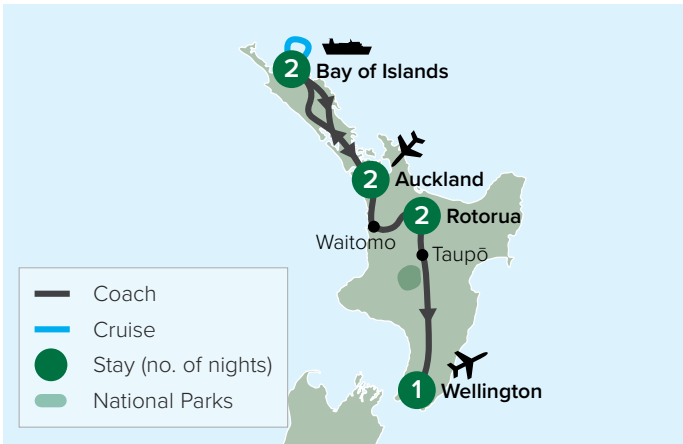 2 Bay of Islands
2 Auckland
2 Rotorua
Waitomo
Taupō
Coach
Cruise
Stay (no. of nights)
National Parks
1 Wellington